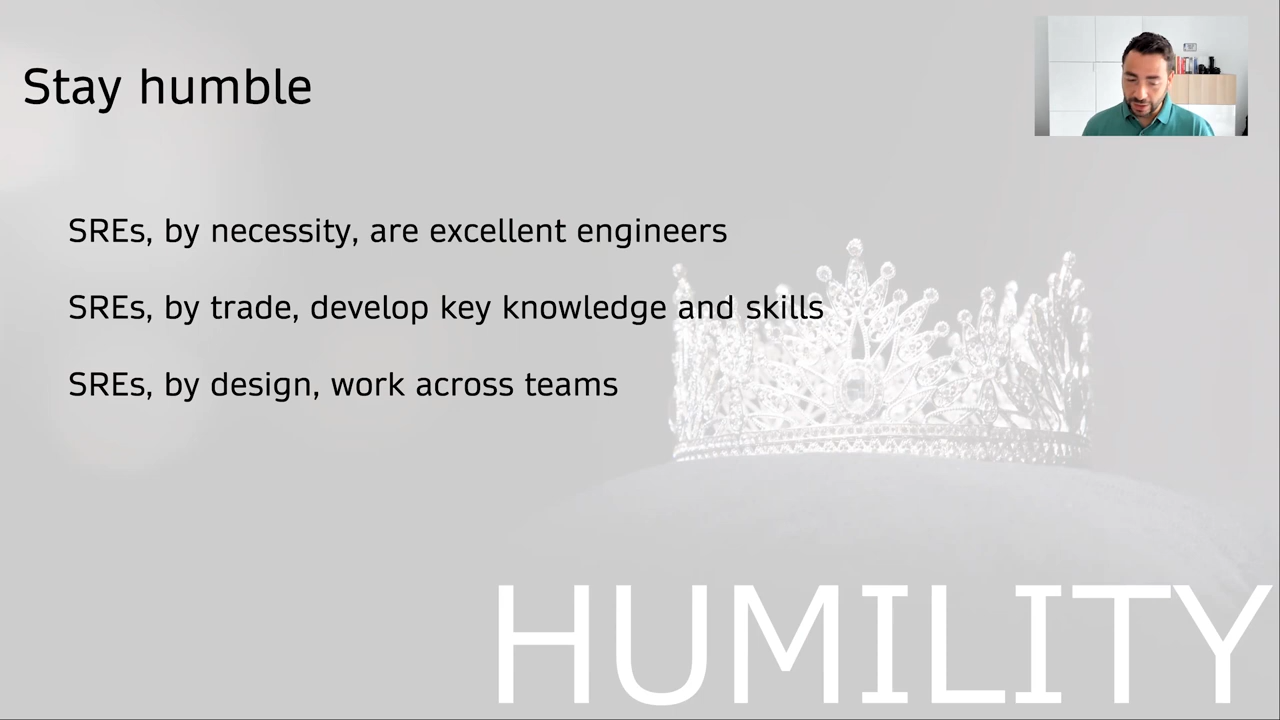 Stay humble
SREs, by necessity, are excellent engineers
SREs, by trade, develop key knowledge and skills
SREs, by design, work across teams
HUMILITY